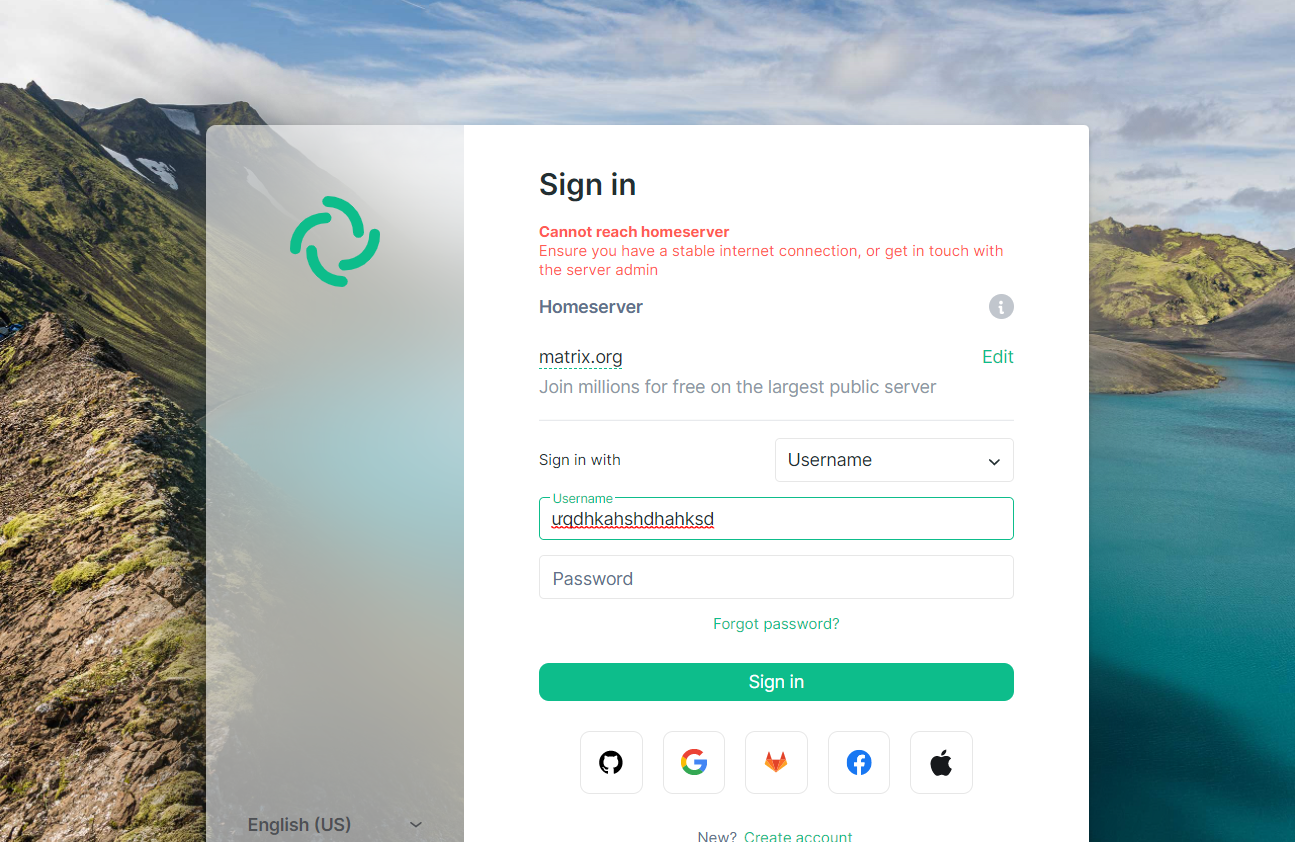 Sign in
Cannot reach homeserver
Ensure you have a stable internet connection, or get in touch with
the server admin
Homeserver
matrix.org Edit
Join millions for free on the largest public server
Sign in with Username
Username
uqdhkahshdhahksd
Password
Forgot password?
Sign in
English (US)
New? Create account